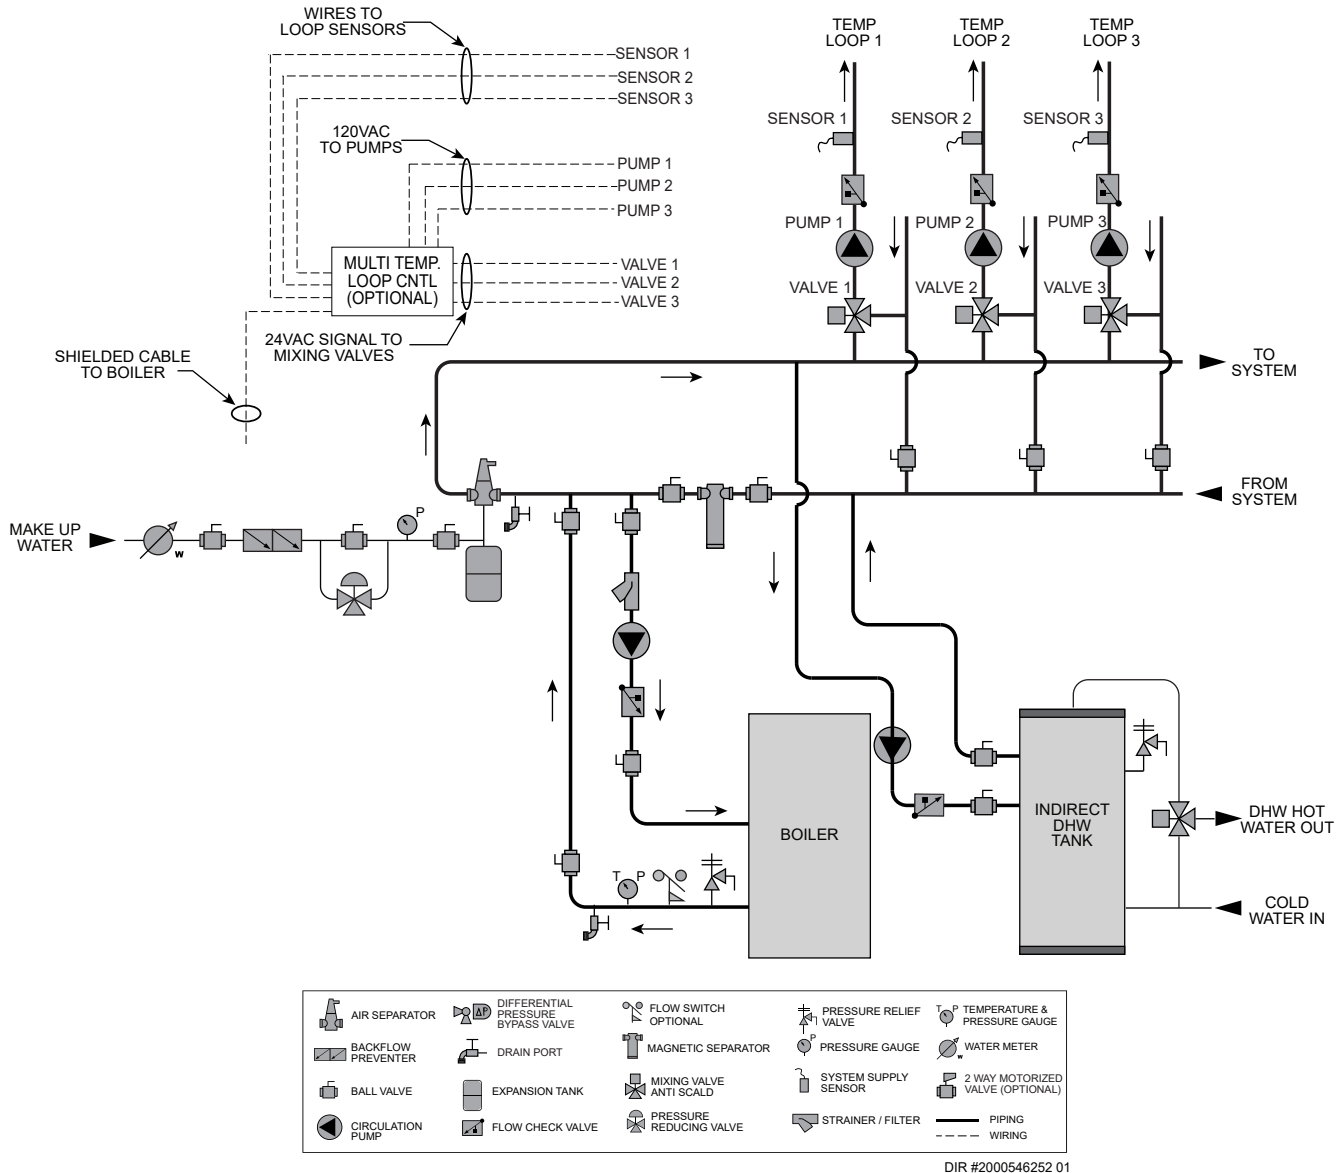 WIRES TO
LOOP SENSORS
SENSOR 1
SENSOR 2
SENSOR 3
120VAC
TO PUMPS
PUMP 1
PUMP 2
PUMP 3
MULTI TEMP.
LOOP CNTL
(OPTIONAL)
VALVE 1
VALVE 2
VALVE 3
24VAC SIGNAL TO
MIXING VALVES
SHIELDED CABLE
TO BOILER
TEMP
LOOP 1
TEMP
LOOP 2
TEMP
LOOP 3
SENSOR 1
SENSOR 2
SENSOR 3
PUMP 1
PUMP 2
PUMP 3
VALVE 1
VALVE 2
VALVE 3
TO
SYSTEM
FROM
SYSTEM
MAKE UP
WATER
W
P
T P
BOILER
INDIRECT
DHW
TANK
DHW HOT
WATER OUT
COLD
WATER IN
AIR SEPARATOR
BACKFLOW
PREVENTER
BALL VALVE
CIRCULATION
PUMP
ΔP
DIFFERENTIAL
PRESSURE
BYPASS VALVE
DRAIN PORT
EXPANSION TANK
FLOW CHECK VALVE
FLOW SWITCH
OPTIONAL
MAGNETIC SEPARATOR
MIXING VALVE
ANTI SCALD
PRESSURE
REDUCING VALVE
PRESSURE RELIEF
VALVE
P
PRESSURE GAUGE
SYSTEM SUPPLY
SENSOR
STRAINER / FILTER
T P
TEMPERATURE &
PRESSURE GAUGE
W
WATER METER
2 WAY MOTORIZED
VALVE (OPTIONAL)
PIPING
WIRING
DIR #2000546252 01